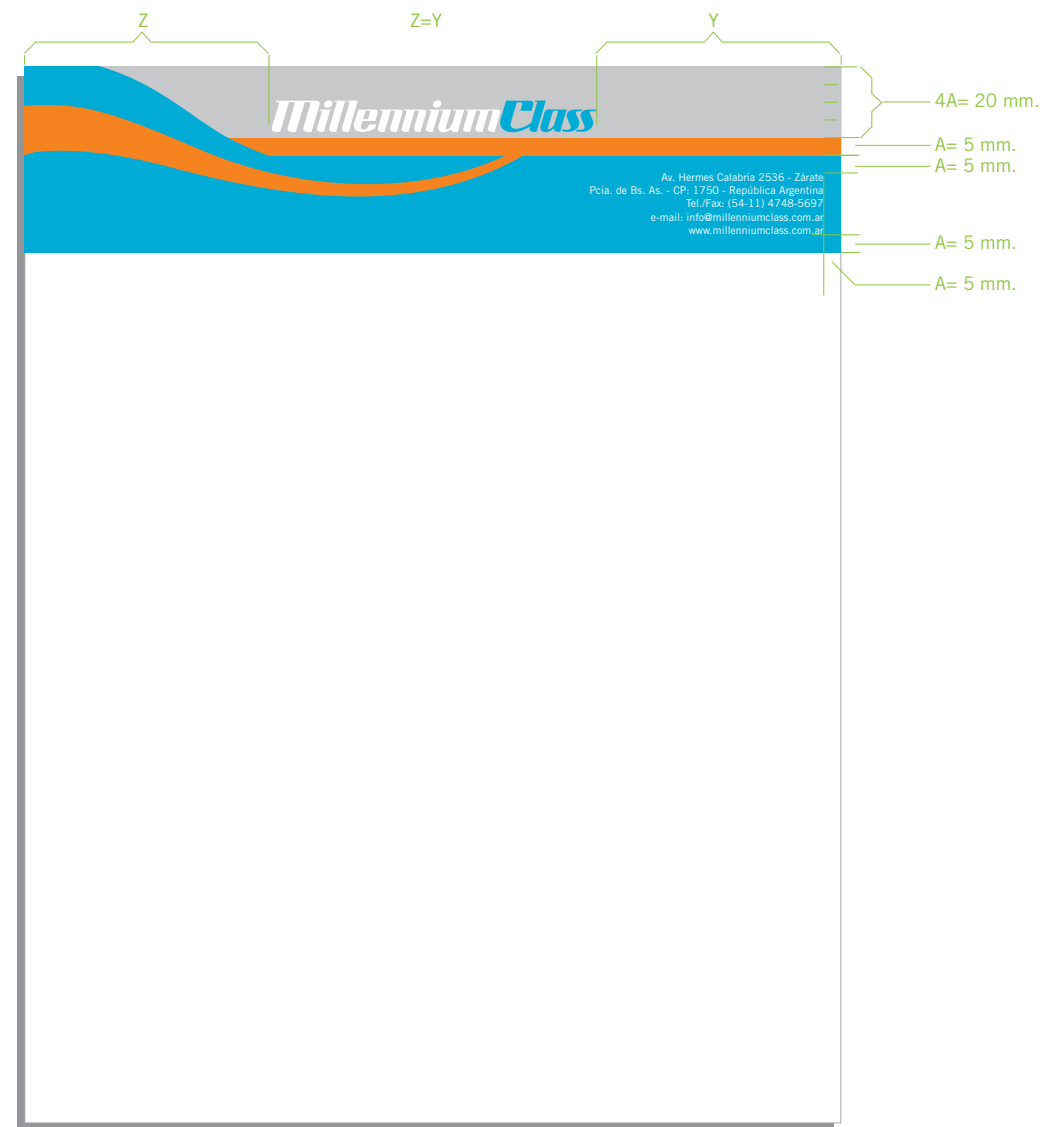 Z
Z=Y
Y
MillenniumClass
4A= 20 mm.
A= 5 mm.
A= 5 mm.
Av. Hermes Calabria 2536 - Zárate
Pcia. de Bs. As. - CP: 1750 - República Argentina
Tel./Fax: (54-11) 4748-5697
e-mail: info@millenniumclass.com.ar
www.millenniumclass.com.ar
A= 5 mm.
A= 5 mm.